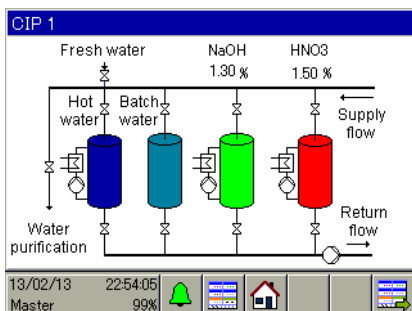 CIP 1
Fresh water
NaOH
1.30 %
HNO3
1.50 %
Hot
water
Batch
water
Supply
flow
Water
purification
Return
flow
13/02/13 22:54:05
Master 99%